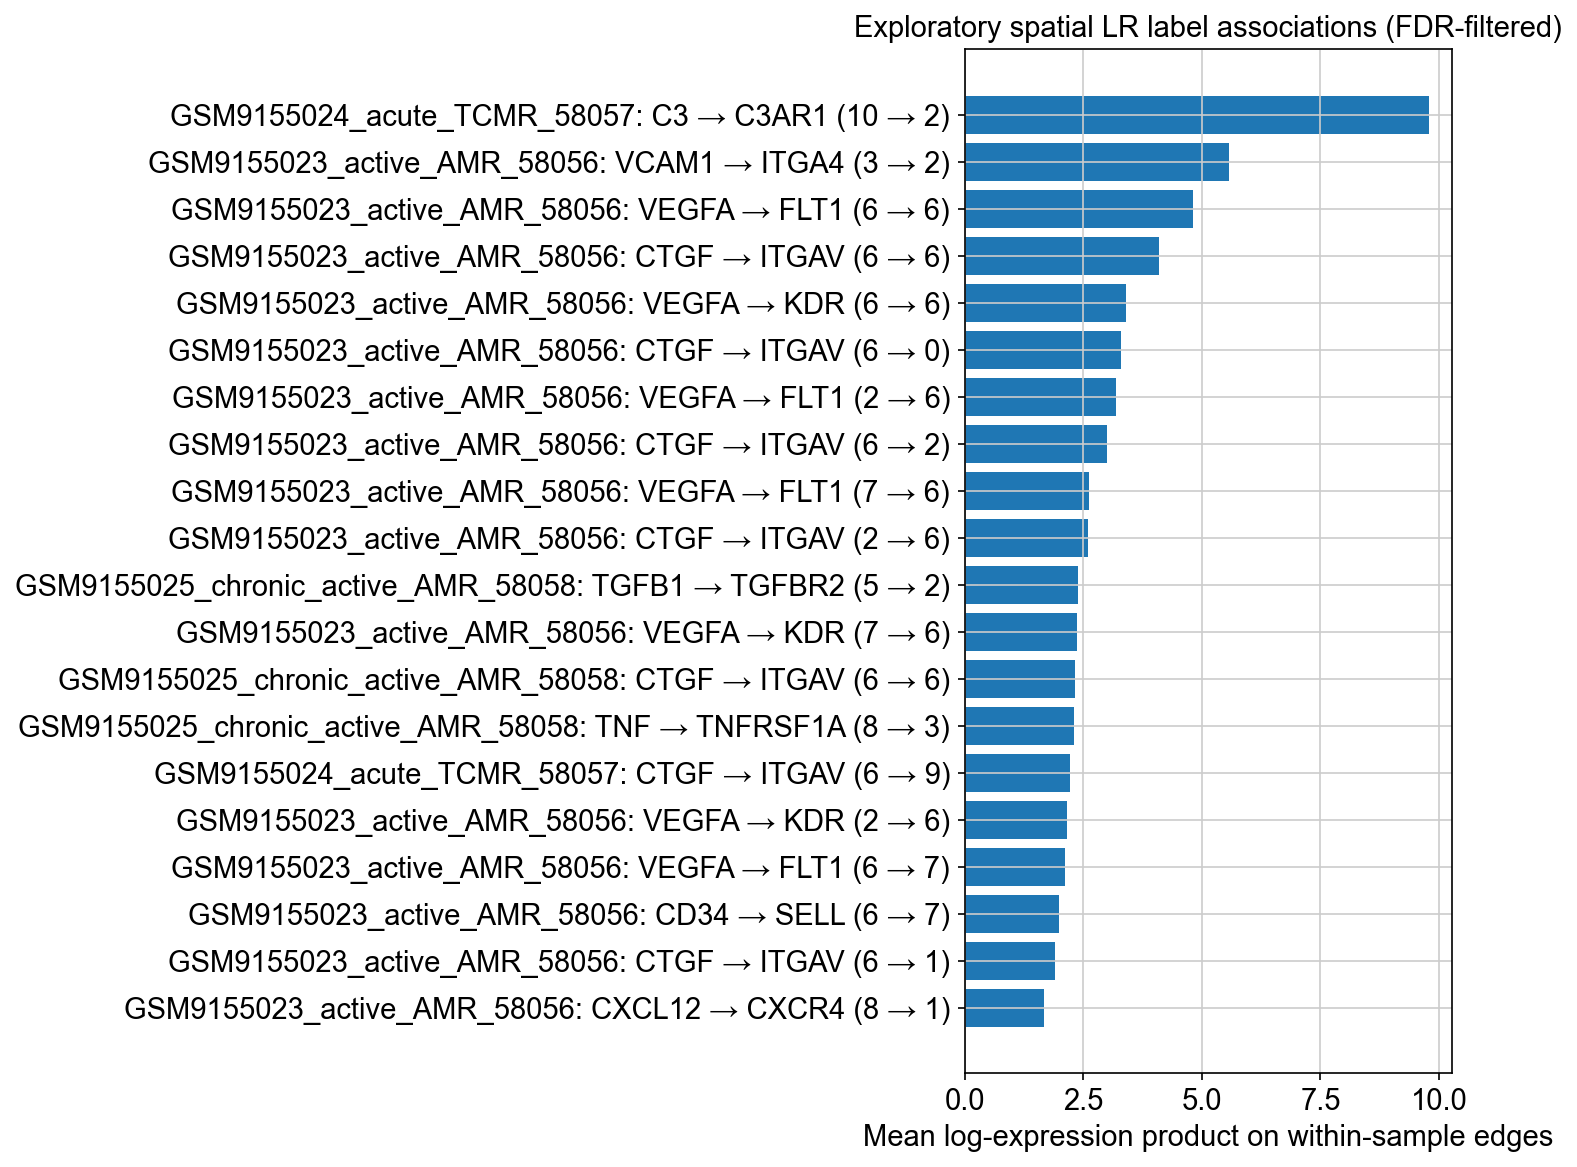 Exploratory spatial LR label associations (FDR-filtered)
GSM9155024_acute_TCMR_58057: C3 → C3AR1 (10 → 2)
GSM9155023_active_AMR_58056: VCAM1 → ITGA4 (3 → 2)
GSM9155023_active_AMR_58056: VEGFA → FLT1 (6 → 6)
GSM9155023_active_AMR_58056: CTGF → ITGAV (6 → 6)
GSM9155023_active_AMR_58056: VEGFA → KDR (6 → 6)
GSM9155023_active_AMR_58056: CTGF → ITGAV (6 → 0)
GSM9155023_active_AMR_58056: VEGFA → FLT1 (2 → 6)
GSM9155023_active_AMR_58056: CTGF → ITGAV (6 → 2)
GSM9155023_active_AMR_58056: VEGFA → FLT1 (7 → 6)
GSM9155023_active_AMR_58056: CTGF → ITGAV (2 → 6)
GSM9155025_chronic_active_AMR_58058: TGFB1 → TGFBR2 (5 → 2)
GSM9155023_active_AMR_58056: VEGFA → KDR (7 → 6)
GSM9155025_chronic_active_AMR_58058: CTGF → ITGAV (6 → 6)
GSM9155025_chronic_active_AMR_58058: TNF → TNFRSF1A (8 → 3)
GSM9155024_acute_TCMR_58057: CTGF → ITGAV (6 → 9)
GSM9155023_active_AMR_58056: VEGFA → KDR (2 → 6)
GSM9155023_active_AMR_58056: VEGFA → FLT1 (6 → 7)
GSM9155023_active_AMR_58056: CD34 → SELL (6 → 7)
GSM9155023_active_AMR_58056: CTGF → ITGAV (6 → 1)
GSM9155023_active_AMR_58056: CXCL12 → CXCR4 (8 → 1)
0.0 2.5 5.0 7.5 10.0
Mean log-expression product on within-sample edges